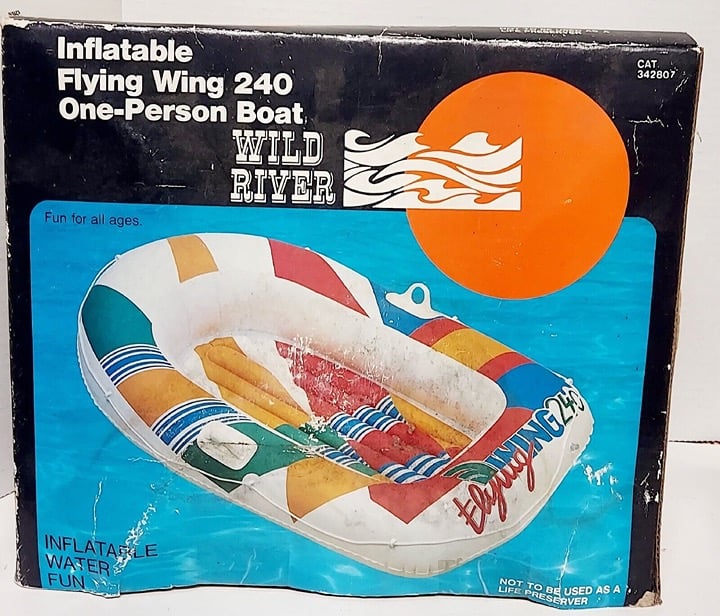 Inflatable
Flying Wing 240
One-Person Boat
CAT.
342807
WILD
RIVER
Fun for all ages.
Flying WING 240
INFLATABLE
WATER
FUN
NOT TO BE USED AS A
LIFE PRESERVER